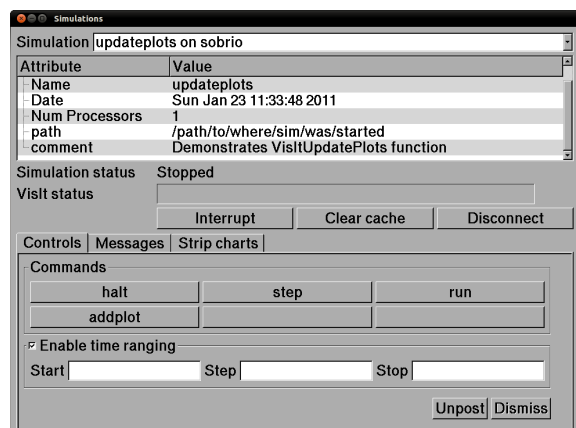 Simulations
Simulation updateplots on sobrio
Attribute Value
Name updateplots
Date Sun Jan 23 11:33:48 2011
Num Processors 1
path /path/to/where/sim/was/started
comment Demonstrates VisItUpdatePlots function
Simulation status Stopped
VisIt status
Interrupt Clear cache Disconnect
Controls Messages Strip charts
Commands
halt step run
addplot
Enable time ranging
Start Step Stop
Unpost Dismiss